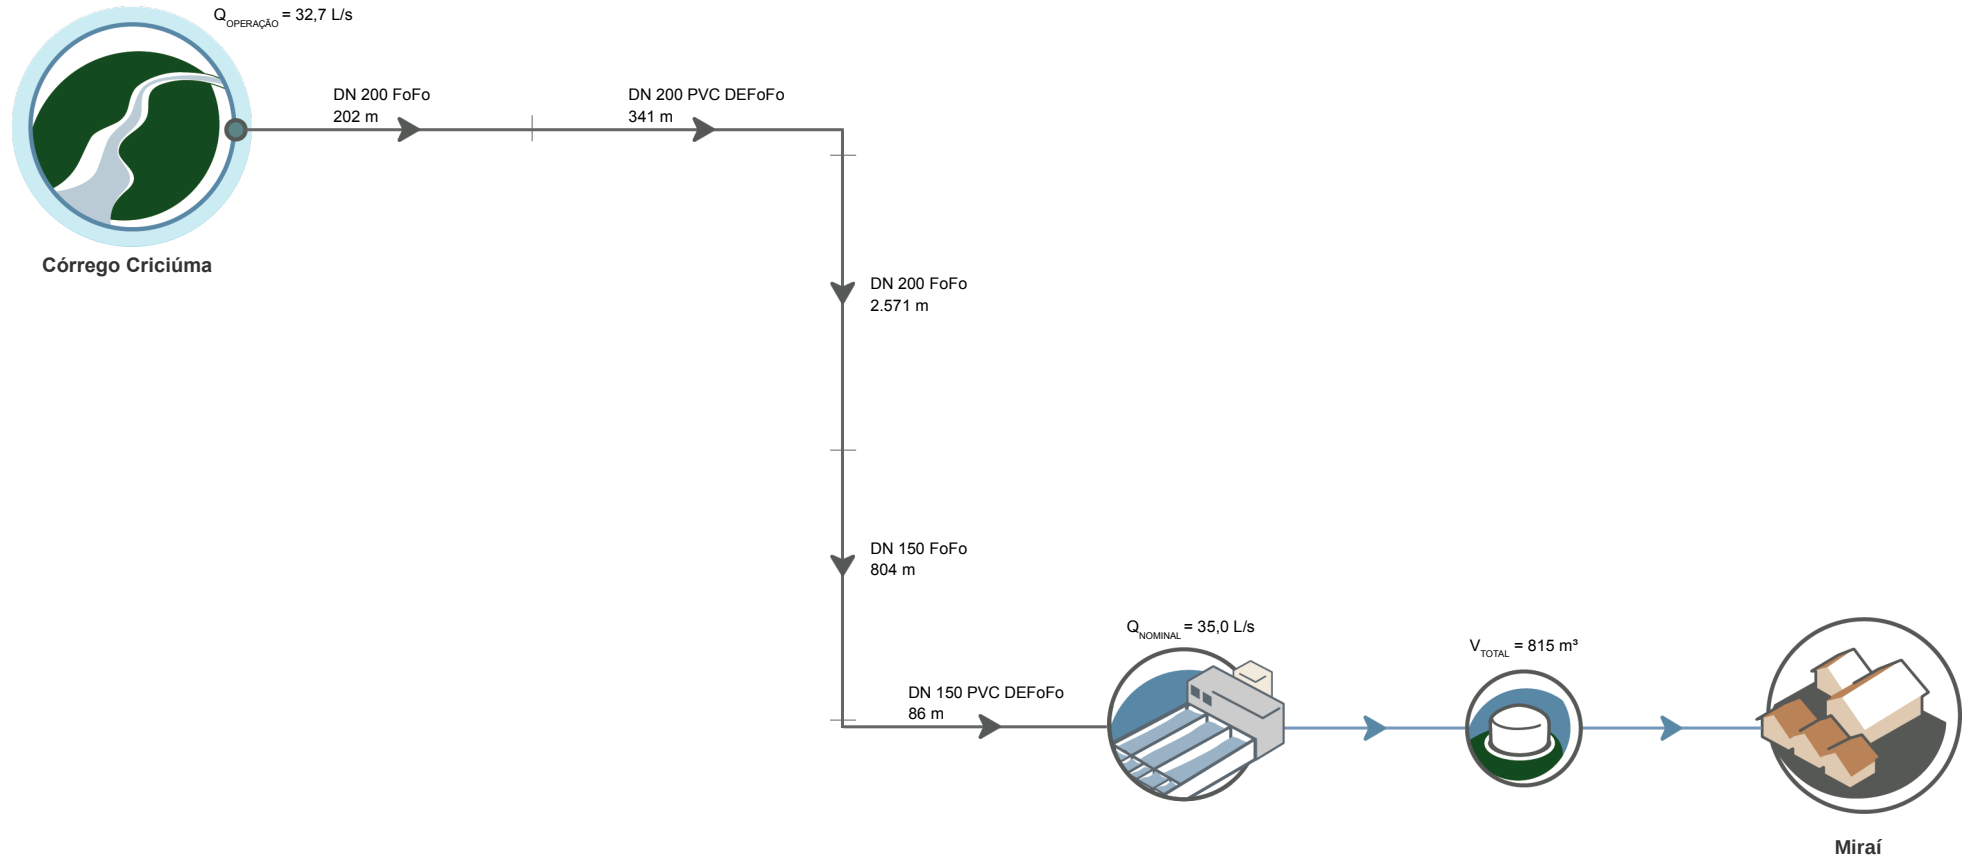 QOPERAÇÃO = 32,7 L/s
DN 200 FoFo
202 m
DN 200 PVC DEFoFo
341 m
Córrego Criciúma
DN 200 FoFo
2.571 m
DN 150 FoFo
804 m
QNOMINAL = 35,0 L/s
VTOTAL = 815 m³
DN 150 PVC DEFoFo
86 m
Miraí